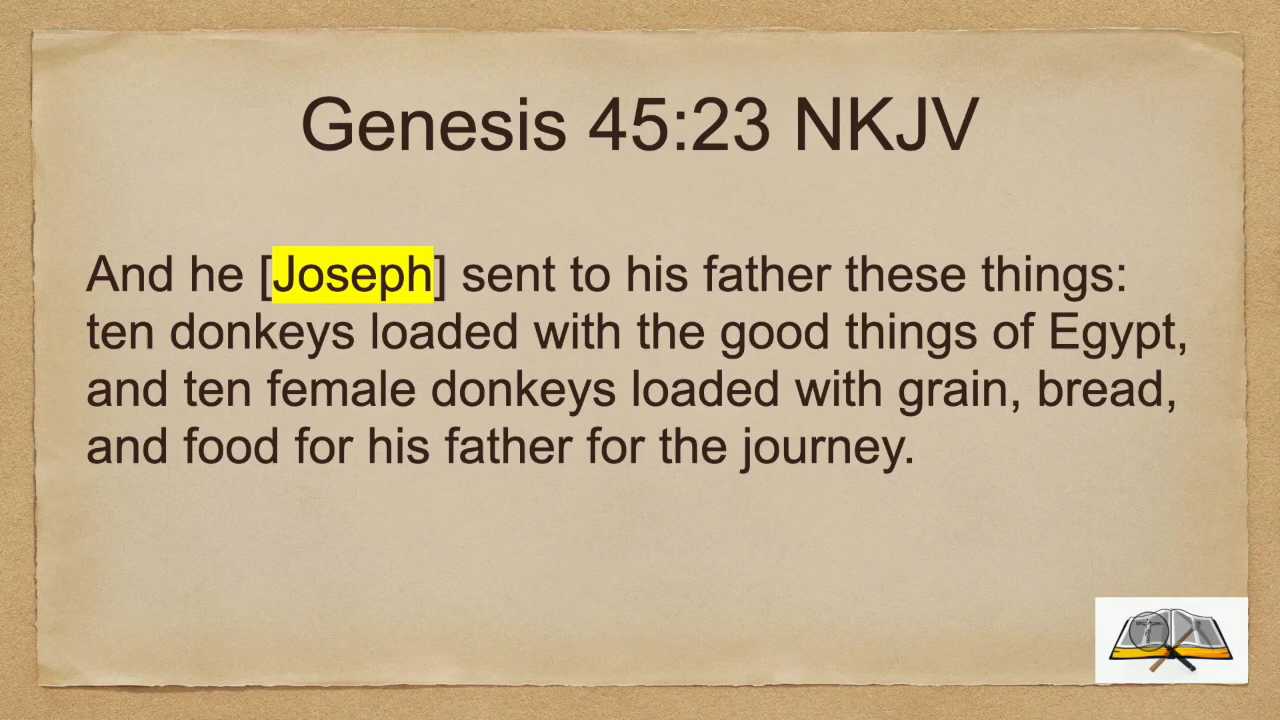 Genesis 45:23 NKJV
And he [Joseph] sent to his father these things:
ten donkeys loaded with the good things of Egypt,
and ten female donkeys loaded with grain, bread,
and food for his father for the journey.